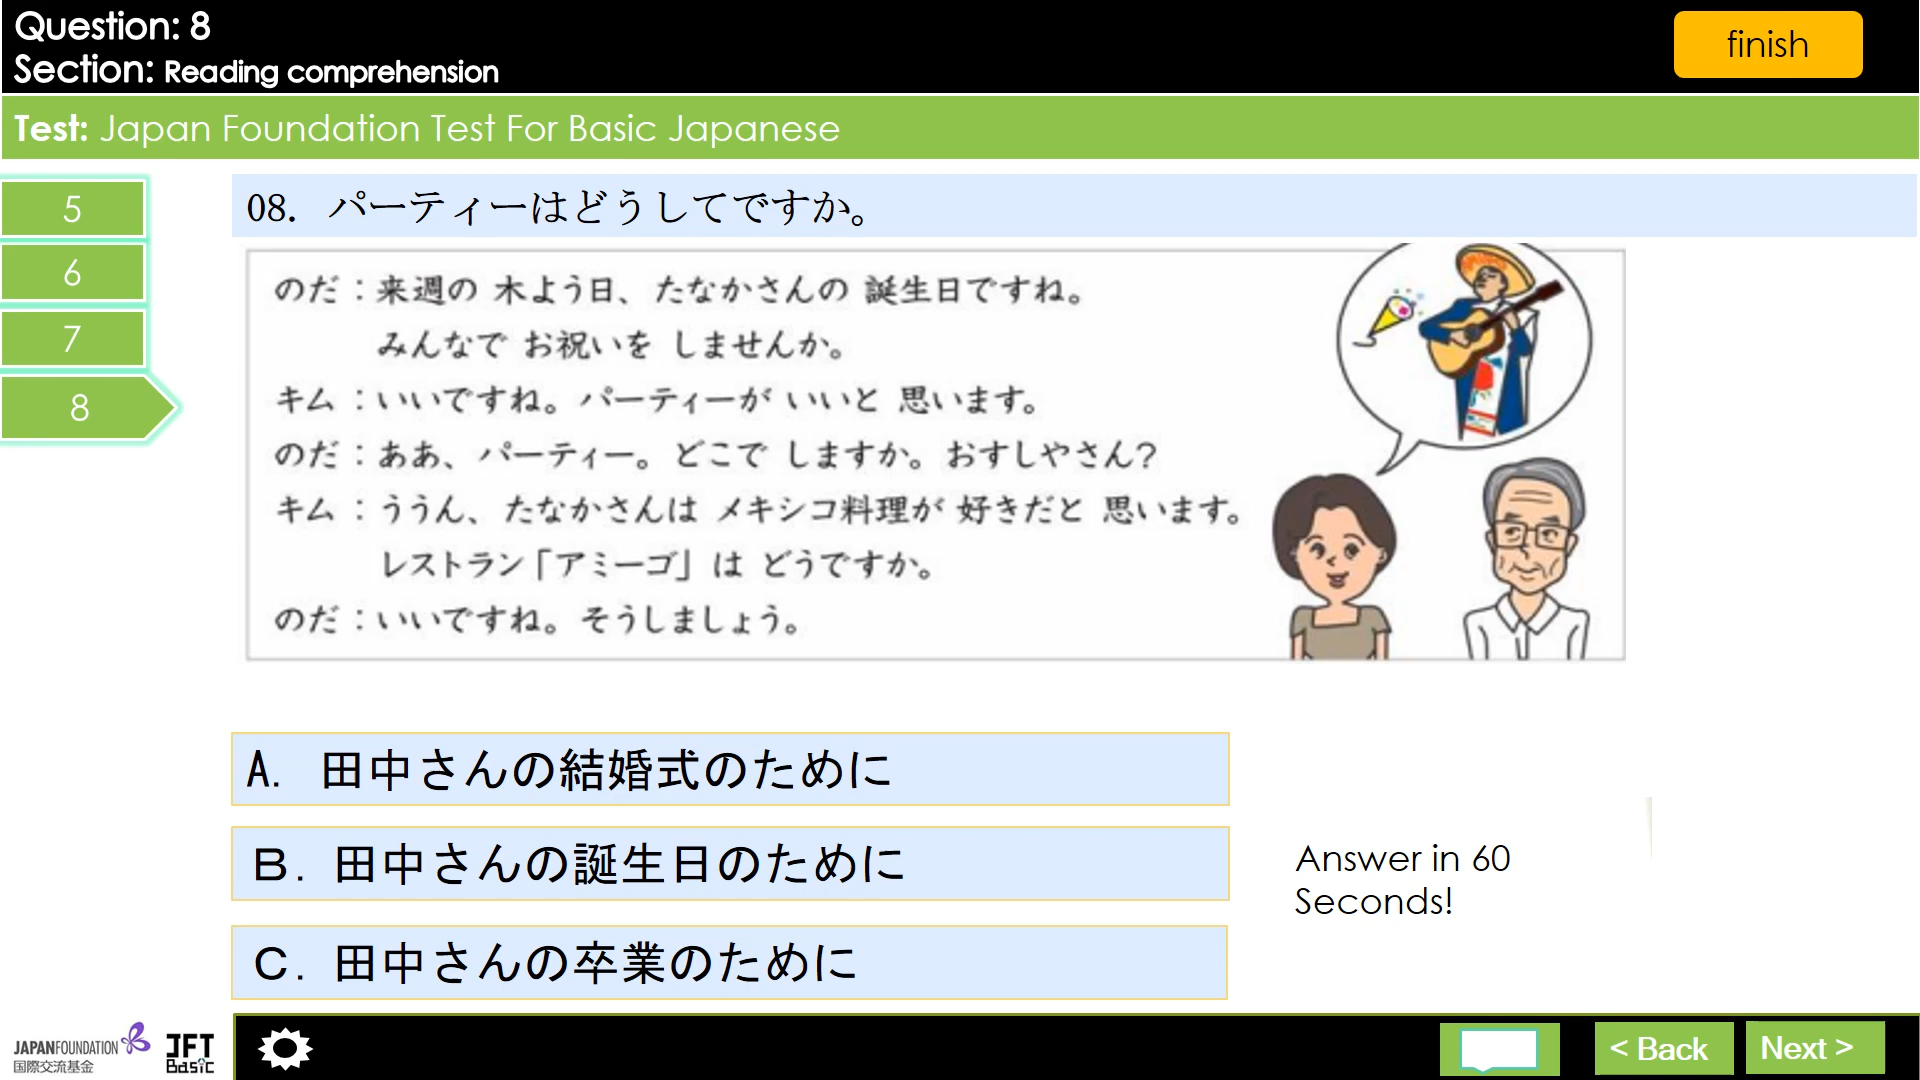 Question: 8
Section: Reading comprehension
finish
Test: Japan Foundation Test For Basic Japanese
5
6
7
8
08. パーティーはどうしてですか。
のだ：来週の 木よう日、たなかさんの 誕生日ですね。
みんなで お祝いを しませんか。
キム：いいですね。パーティーが いいと 思います。
のだ：ああ、パーティー。どこで しますか。おすしやさん?
キム：ううん、たなかさんは メキシコ料理が 好きだと 思います。
レストラン「アミーゴ」は どうですか。
のだ：いいですね。そうしましょう。
A. 田中さんの結婚式のために
B. 田中さんの誕生日のために
C. 田中さんの卒業のために
Answer in 60
Seconds!
JAPANFOUNDATION
国際交流基金
JFT
Basic
< Back
Next >